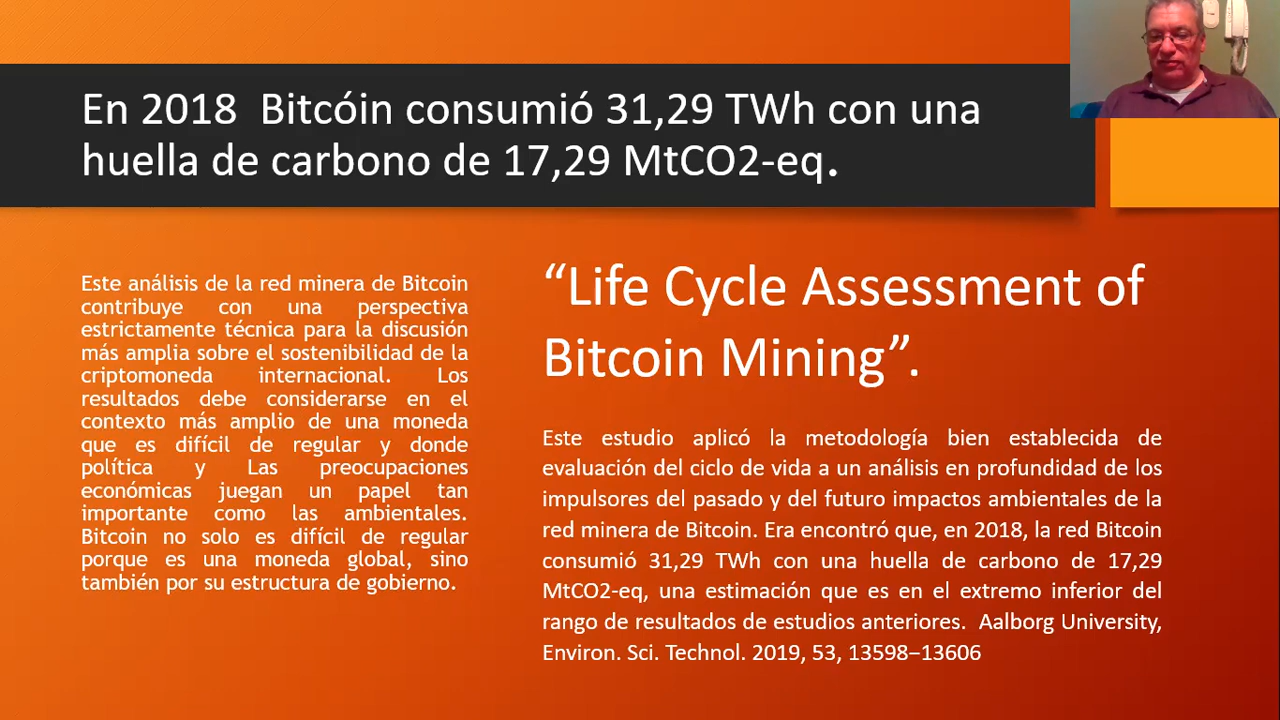 En 2018  Bitcóin consumió 31,29 TWh con una
huella de carbono de 17,29 MtCO2-eq.
Este análisis de la red minera de Bitcoin
contribuye con una perspectiva
estrictamente técnica para la discusión
más amplia sobre el sostenibilidad de la
criptomoneda internacional. Los
resultados debe considerarse en el
contexto más amplio de una moneda
que es difícil de regular y donde
política y Las preocupaciones
económicas juegan un papel tan
importante como las ambientales.
Bitcoin no solo es difícil de regular
porque es una moneda global, sino
también por su estructura de gobierno.
“Life Cycle Assessment of
Bitcoin Mining”.
Este estudio aplicó la metodología bien establecida de
evaluación del ciclo de vida a un análisis en profundidad de los
impulsores del pasado y del futuro impactos ambientales de la
red minera de Bitcoin. Era encontró que, en 2018, la red Bitcoin
consumió 31,29 TWh con una huella de carbono de 17,29
MtCO2-eq, una estimación que es en el extremo inferior del
rango de resultados de estudios anteriores.  Aalborg University,
Environ. Sci. Technol. 2019, 53, 13598−13606